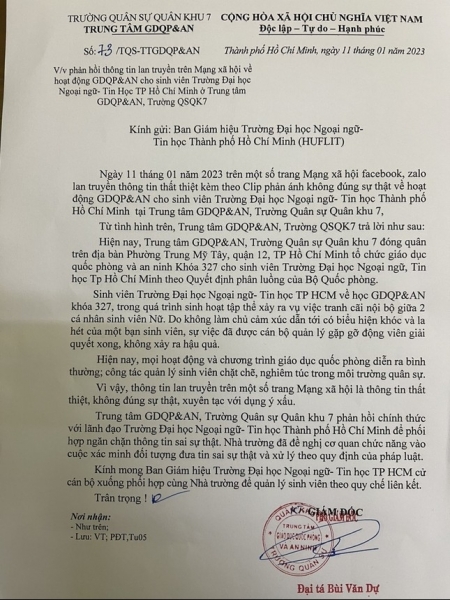 TRƯỜNG QUÂN SỰ QUÂN KHU 7
TRUNG TÂM GDQP&AN
CỘNG HÒA XÃ HỘI CHỦ NGHĨA VIỆT NAM
Độc lập – Tự do – Hạnh phúc
Số: 73 /TQS-TTGDQP&AN
Thành phố Hồ Chí Minh, ngày 11 tháng 01 năm 2023
V/v phản hồi thông tin lan truyền trên Mạng xã hội về
hoạt động GDQP&AN cho sinh viên Trường Đại học
Ngoại ngữ- Tin Học TP Hồ Chí Minh ở Trung tâm
GDQP&AN, Trường QSQK7
Kính gửi: Ban Giám hiệu Trường Đại học Ngoại ngữ-
Tin học Thành phố Hồ Chí Minh (HUFLIT)
Ngày 11 tháng 01 năm 2023 trên một số trang Mạng xã hội facebook, zalo
lan truyền thông tin thất thiệt kèm theo Clip phản ánh không đúng sự thật về hoạt
động GDQP&AN cho sinh viên Trường Đại học Ngoại ngữ- Tin học Thành phố
Hồ Chí Minh tại Trung tâm GDQP&AN, Trường Quân sự Quân khu 7,
Từ tình hình trên, Trung tâm GDQP&AN, Trường QSQK7 trả lời như sau:
Hiện nay, Trung tâm GDQP&AN, Trường Quân sự Quân khu 7 đóng quân
trên địa bàn Phường Trung Mỹ Tây, quận 12, TP Hồ Chí Minh tổ chức giáo dục
quốc phòng và an ninh Khóa 327 cho sinh viên Trường Đại học Ngoại ngữ, Tin
học Tp Hồ Chí Minh theo Quyết định phân luồng của Bộ Quốc phòng.
Sinh viên Trường Đại học Ngoại ngữ- Tin học TP HCM về học GDQP&AN
khóa 327, trong quá trình sinh hoạt tập thể xảy ra vụ việc tranh cãi nội bộ giữa 2
cá nhân sinh viên Nữ. Do không làm chủ cảm xúc dẫn tới có biểu hiện khóc và la
hét của một bạn sinh viên, sự việc đã được cán bộ quản lý gặp gỡ động viên giải
quyết xong, không xảy ra hậu quả.
Hiện nay, mọi hoạt động và chương trình giáo dục quốc phòng diễn ra bình
thường; công tác quản lý sinh viên chặt chẽ, nghiêm túc trong môi trường quân sự.
Vì vậy, thông tin lan truyền trên một số trang Mạng xã hội là thông tin thất
thiệt, không đúng sự thật, xuyên tạc với dụng ý xấu.
Trung tâm GDQP&AN, Trường Quân sự Quân khu 7 phản hồi chính thức
với lãnh đạo Trường Đại học Ngoại ngữ- Tin học Thành phố Hồ Chí Minh để phối
hợp ngăn chặn thông tin sai sự thật. Nhà trường đã đề nghị cơ quan chức năng vào
cuộc xác minh đối tượng đưa tin sai sự thật và xử lý theo quy định của pháp luật.
Kính mong Ban Giám hiệu Trường Đại học Ngoại ngữ- Tin học TP HCM cử
cán bộ xuống phối hợp cùng Nhà trường để quản lý sinh viên theo quy chế liên kết.
Trân trọng !
Nơi nhận:
- Như trên;
- Lưu: VT; PĐT,Tu05
GIÁM ĐỐC
TRUNG TÂM
GIÁO DỤC QUỐC PHÒNG
VÀ AN NINH
TRƯỜNG QUÂN SỰ
Đại tá Bùi Văn Dự